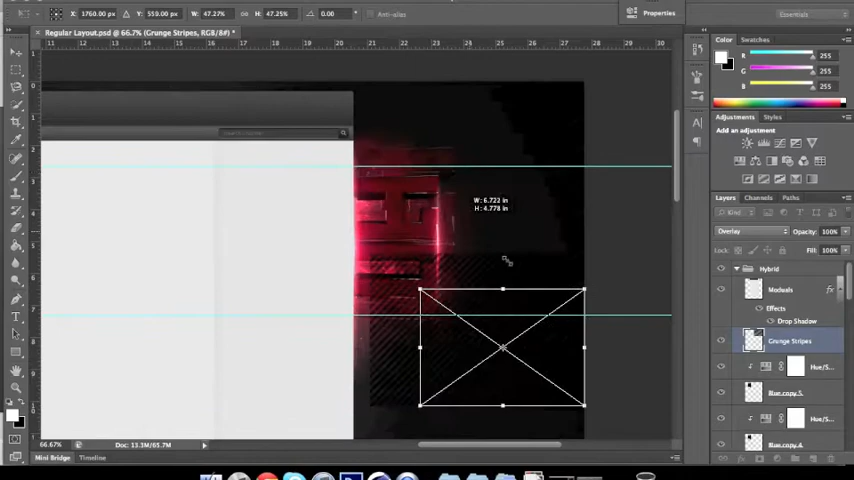 X: 1760.00 px Y: 559.00 px W: 47.27% H: 47.25% 0.00 Anti-alias
Properties
Essentials
Regular Layout.psd @ 66.7% (Grunge Stripes, RGB/8#) *
Color Swatches
R 255
G 255
B 255
Adjustments Styles
Add an adjustment
W: 6.722 in
H: 4.778 in
Layers Channels Paths
Kind
Overlay Opacity: 100%
Lock: Fill: 100%
Hybrid
Moduals fx
Effects
Drop Shadow
Grunge Stripes
Hue/S...
Blue copy 5
Hue/S...
Blue copy 4
66.67% Doc: 13.3M/65.7M
Mini Bridge Timeline